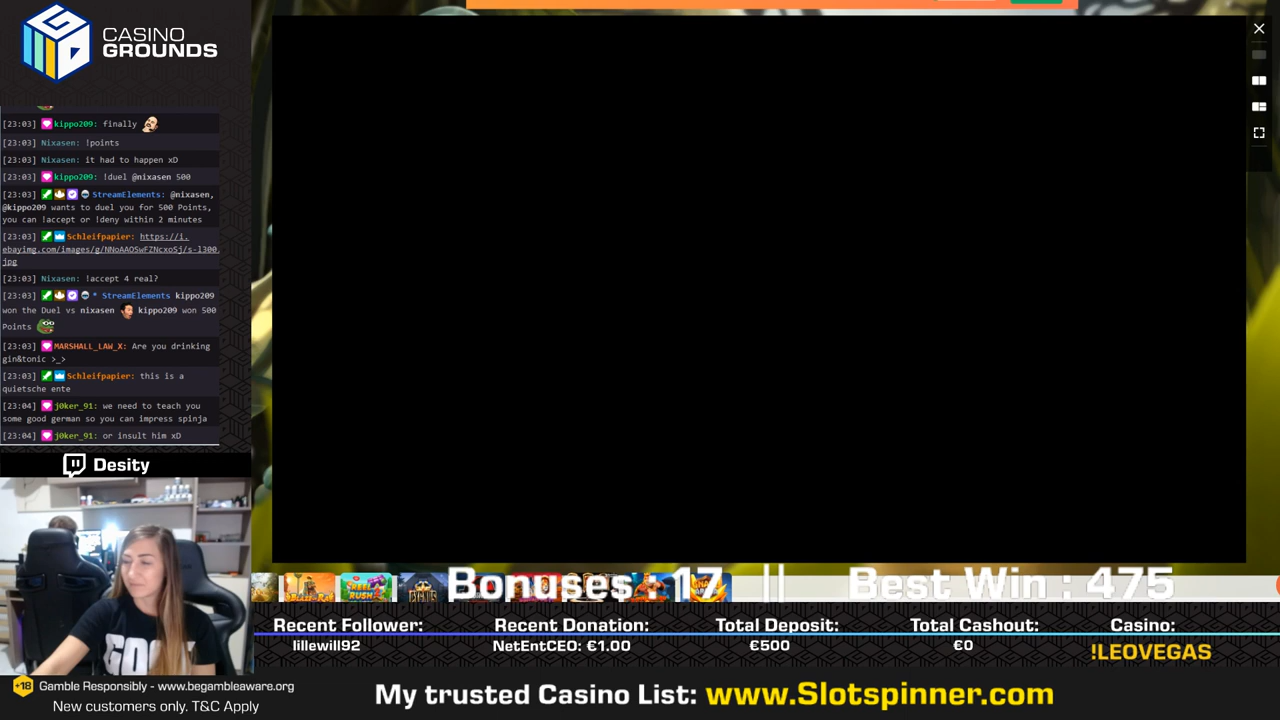 CASINO
GROUNDS
[23:03] kippo209: finally
[23:03] Nixasen: !points
[23:03] Nixasen: it had to happen xD
[23:03] kippo209: !duel @nixasen 500
[23:03] StreamElements: @nixasen,
@kippo209 wants to duel you for 500 Points,
you can !accept or !deny within 2 minutes
[23:03] Schleifpapier: https://i.
ebayimg.com/images/g/NNoAAOSwFZNcxoSj/s-l300.
jpg
[23:03] Nixasen: !accept 4 real?
[23:03] * StreamElements kippo209
won the Duel vs nixasen kippo209 won 500
Points
[23:03] MARSHALL_LAW_X: Are you drinking
gin&tonic >_>
[23:03] Schleifpapier: this is a
quietsche ente
[23:04] j0ker_91: we need to teach you
some good german so you can impress spinja
[23:04] j0ker_91: or insult him xD
Desity
GOOD
Bonuses : 17 || Best Win : 475
Recent Follower: Recent Donation: Total Deposit: Total Cashout: Casino:
lillewill92 NetEntCEO: €1.00 €500 €0 !LEOVEGAS
+18 Gamble Responsibly - www.begambleaware.org
New customers only. T&C Apply
My trusted Casino List: www.Slotspinner.com